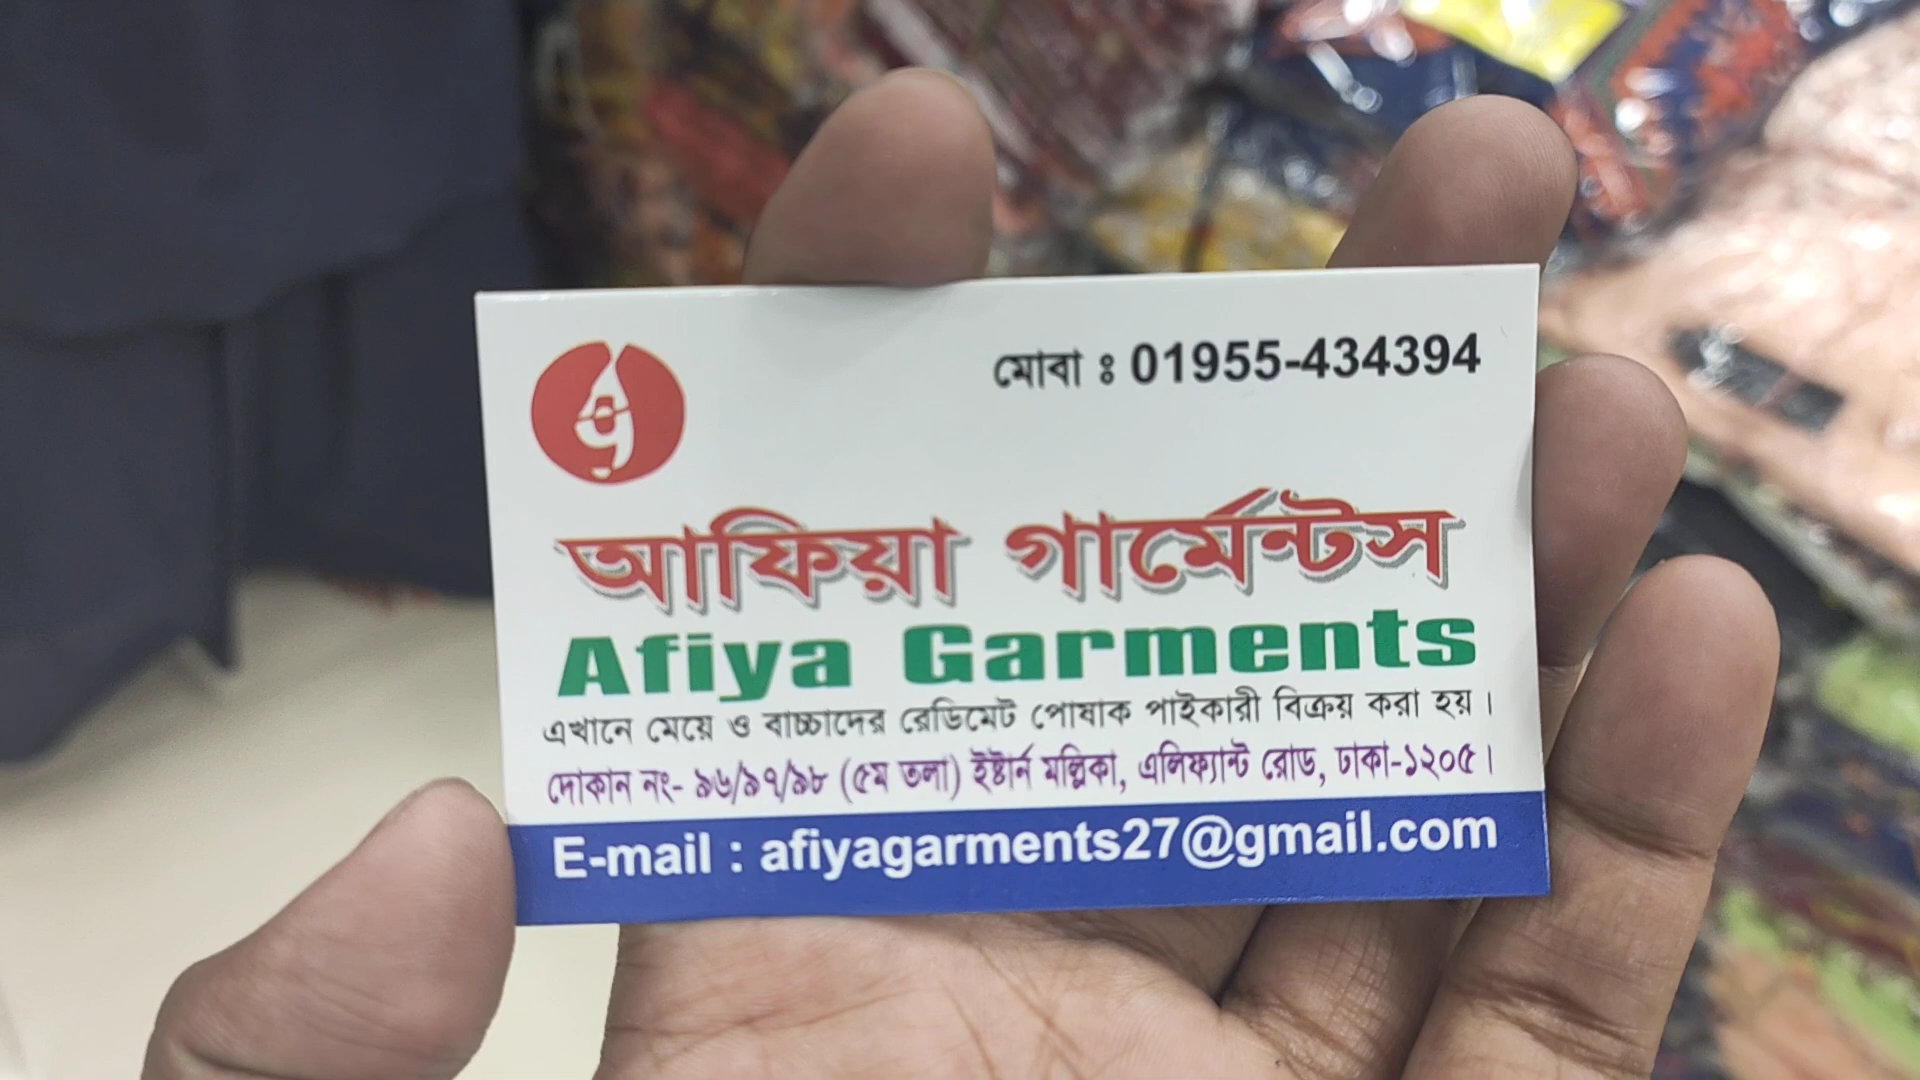 মোবা ঃ 01955-434394
আফিয়া গার্মেন্টস
Afiya Garments
এখানে মেয়ে ও বাচ্চাদের রেডিমেট পোষাক পাইকারী বিক্রয় করা হয়।
দোকান নং- ৯৬/৯৭/৯৮ (৫ম তলা) ইষ্টার্ন মল্লিকা, এলিফ্যান্ট রোড, ঢাকা-১২০৫।
E-mail : afiyagarments27@gmail.com